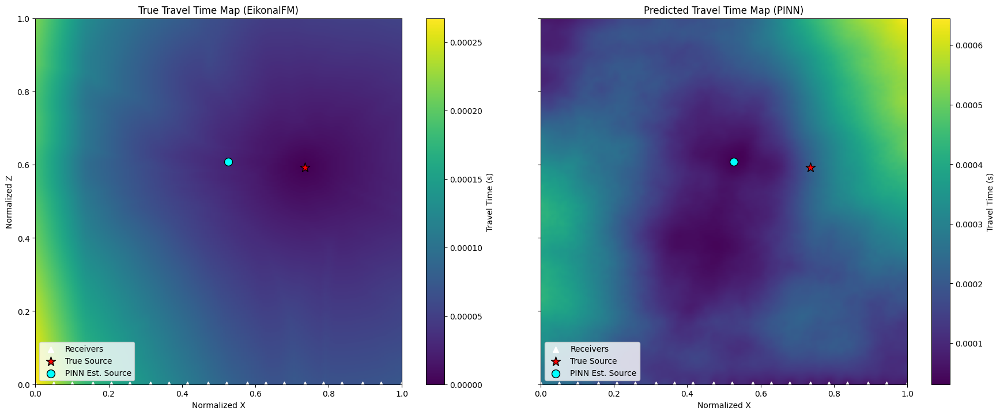 True Travel Time Map (EikonalFM)
1.0
0.8
0.6
0.4
0.2
0.0
Normalized Z
0.0 0.2 0.4 0.6 0.8 1.0
Normalized X
Receivers
True Source
PINN Est. Source
0.00025
0.00020
0.00015
0.00010
0.00005
0.00000
Travel Time (s)
Predicted Travel Time Map (PINN)
0.0 0.2 0.4 0.6 0.8 1.0
Normalized X
Receivers
True Source
PINN Est. Source
0.0006
0.0005
0.0004
0.0003
0.0002
0.0001
Travel Time (s)